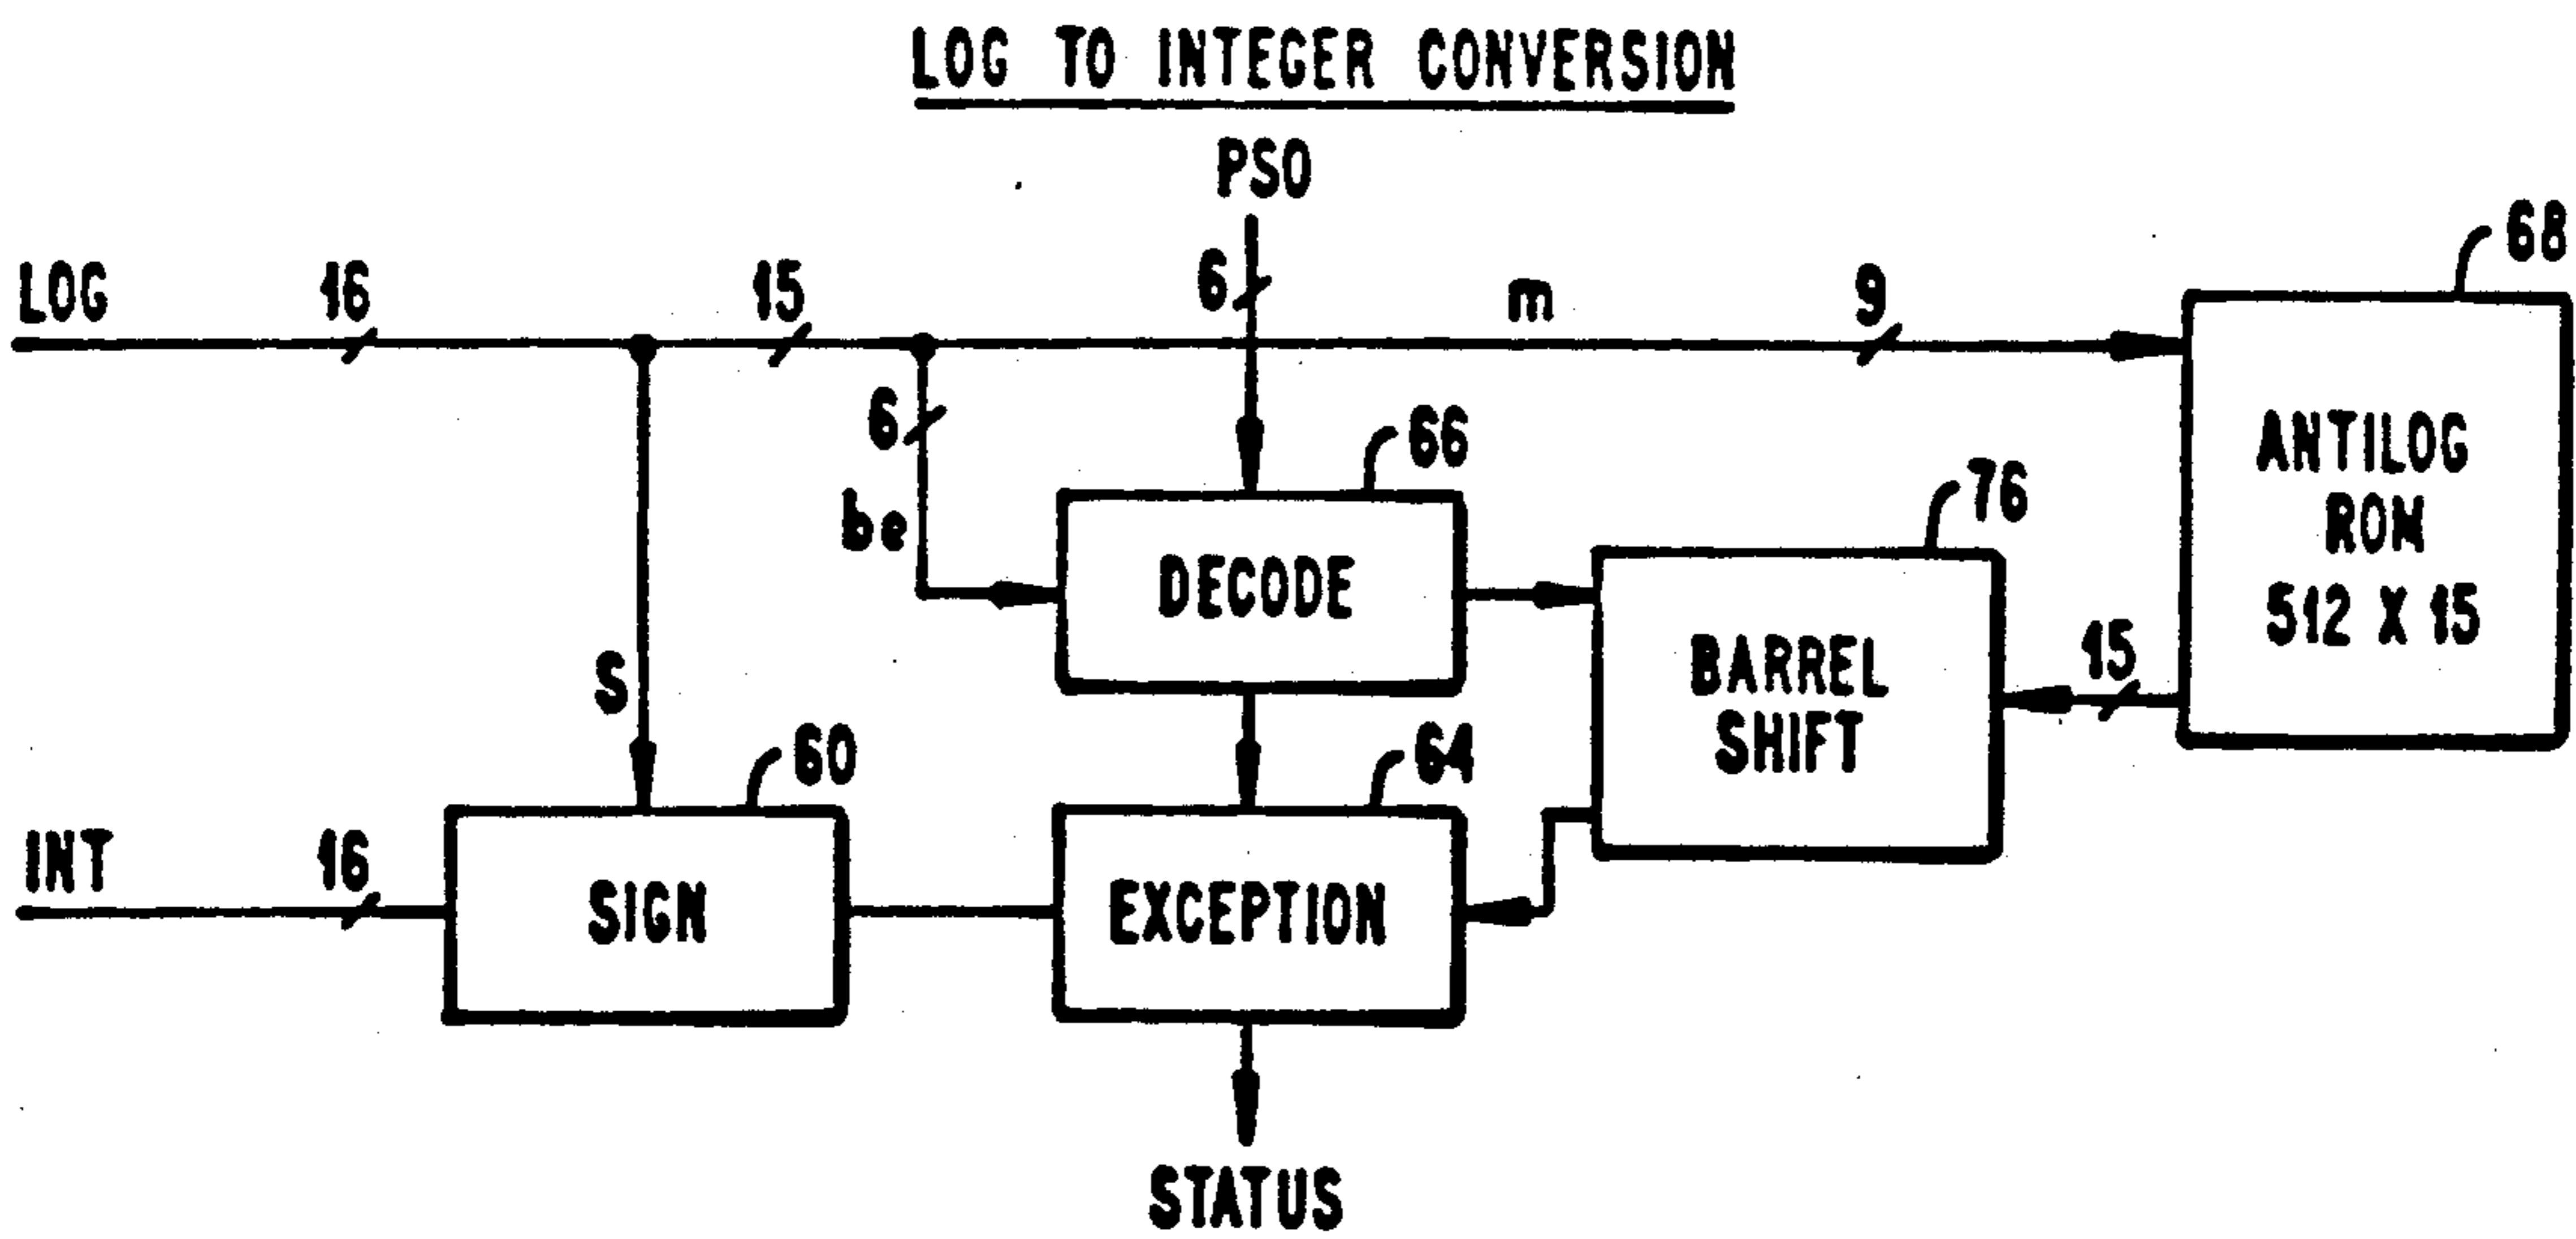 LOG TO INTEGER CONVERSION
PSO
68
LOG
16
15
6
m
9
6
be
66
76
DECODE
ANTILOG
ROM
512 X 15
BARREL
SHIFT
15
S
60
64
INT
16
SIGN
EXCEPTION
STATUS